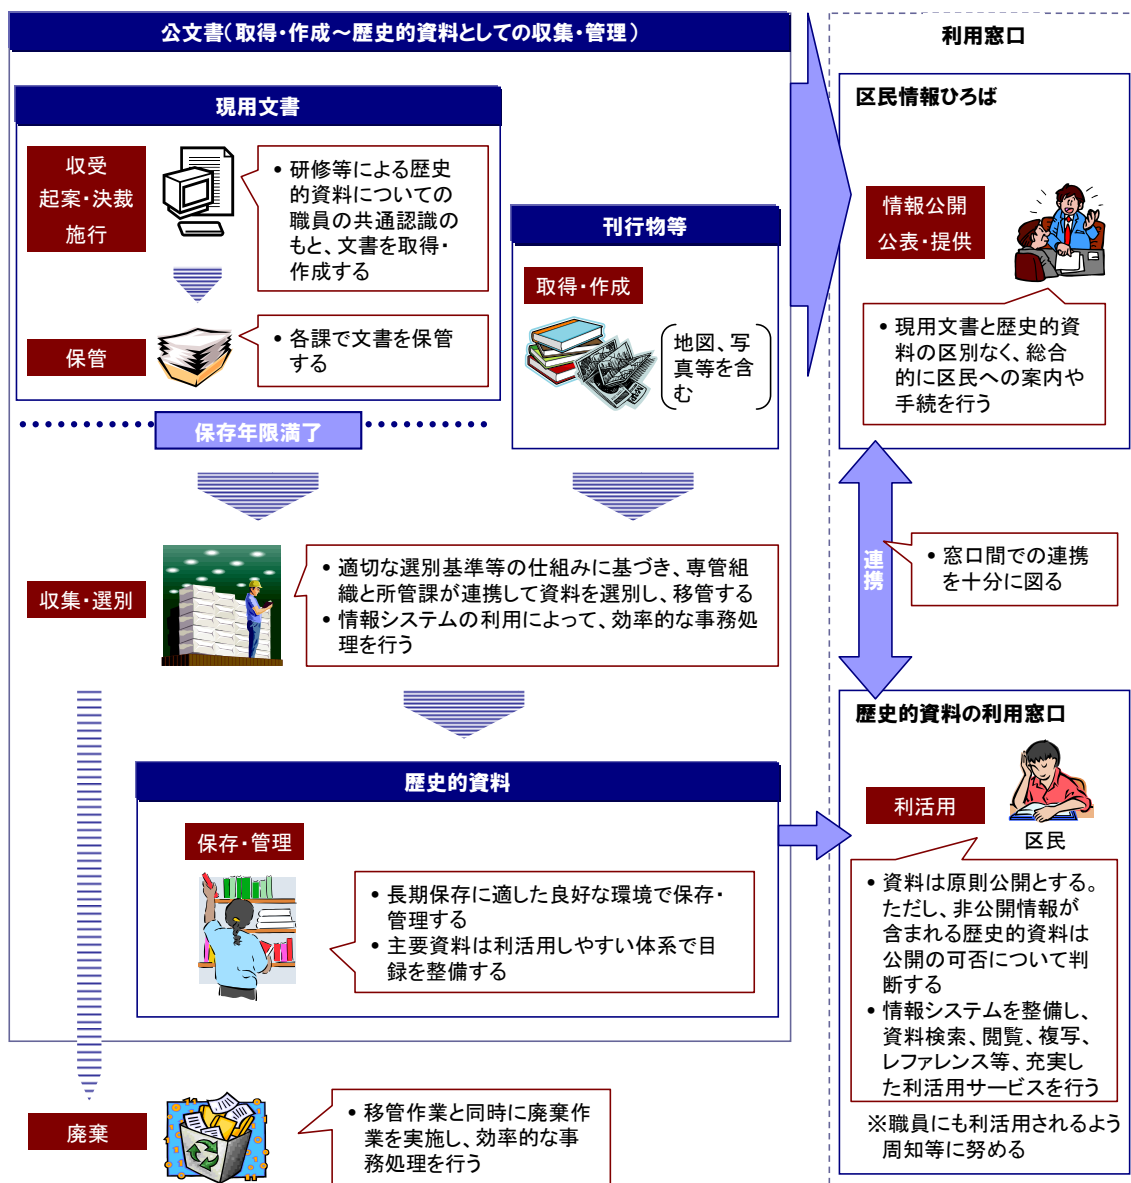 公文書(取得・作成～歴史的資料としての収集・管理)
現用文書
収受
起案・決裁
施行
• 研修等による歴史
的資料についての
職員の共通認識の
もと、文書を取得・
作成する
保管
• 各課で文書を保管
する
刊行物等
取得・作成
地図、写
真等を含
む
保存年限満了
収集・選別
• 適切な選別基準等の仕組みに基づき、専管組
織と所管課が連携して資料を選別し、移管する
• 情報システムの利用によって、効率的な事務処
理を行う
歴史的資料
保存・管理
• 長期保存に適した良好な環境で保存・
管理する
• 主要資料は利活用しやすい体系で目
録を整備する
廃棄
• 移管作業と同時に廃棄作
業を実施し、効率的な事
務処理を行う
利用窓口
区民情報ひろば
情報公開
公表・提供
• 現用文書と歴史的資
料の区別なく、総合
的に区民への案内や
手続を行う
連携
• 窓口間での連携
を十分に図る
歴史的資料の利用窓口
利活用
区民
• 資料は原則公開とする。
ただし、非公開情報が
含まれる歴史的資料は
公開の可否について判
断する
• 情報システムを整備し、
資料検索、閲覧、複写、
レファレンス等、充実し
た利活用サービスを行う
※職員にも利活用されるよう
周知等に努める